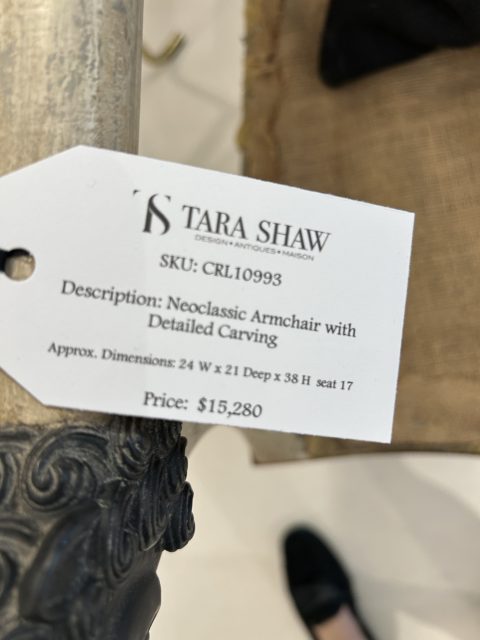 TS TARA SHAW
DESIGN • ANTIQUES • MAISON
SKU: CRL10993
Description: Neoclassic Armchair with
Detailed Carving
Approx. Dimensions: 24 W x 21 Deep x 38 H seat 17
Price: $15,280